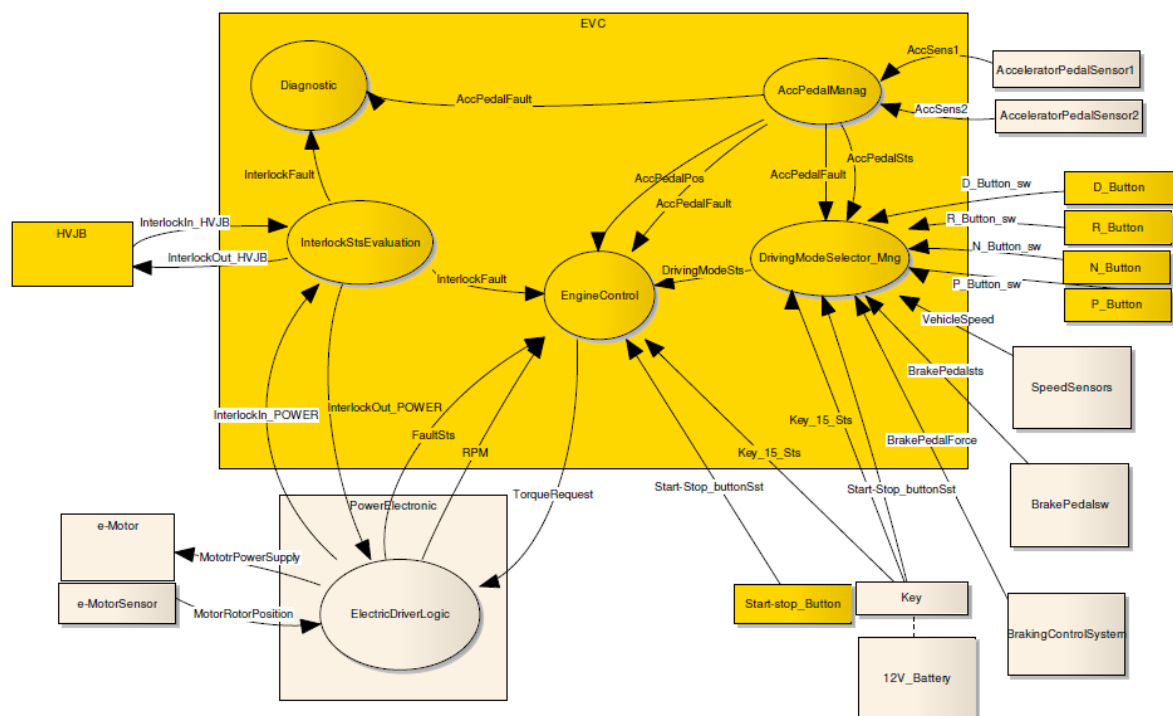 EVC
AccSens1
Diagnostic
AccPedalManag
AcceleratorPedalSensor1
AccPedalFault
AccSens2
AcceleratorPedalSensor2
AccPedalSts
InterlockFault
AccPedalPos
AccPedalFault
D_Button_sw
D_Button
AccPedalFault
R_Button_sw
R_Button
InterlockIn_HVJB
HVJB
InterlockStsEvaluation
N_Button_sw
InterlockOut_HVJB
DrivingModeSelector_Mng
N_Button
DrivingModeSts
InterlockFault
P_Button_sw
EngineControl
P_Button
VehicleSpeed
BrakePedalsts
SpeedSensors
InterlockOut_POWER
InterlockIn_POWER
Key_15_Sts
FaultSts
BrakePedalForce
RPM
Key_15_Sts
Start-Stop_buttonSst
Start-Stop_buttonSst
TorqueRequest
PowerElectronic
BrakePedalsw
e-Motor
MototrPowerSupply
e-MotorSensor
Start-stop_Button
Key
MotorRotorPosition
ElectricDriverLogic
BrakingControlSystem
12V_Battery